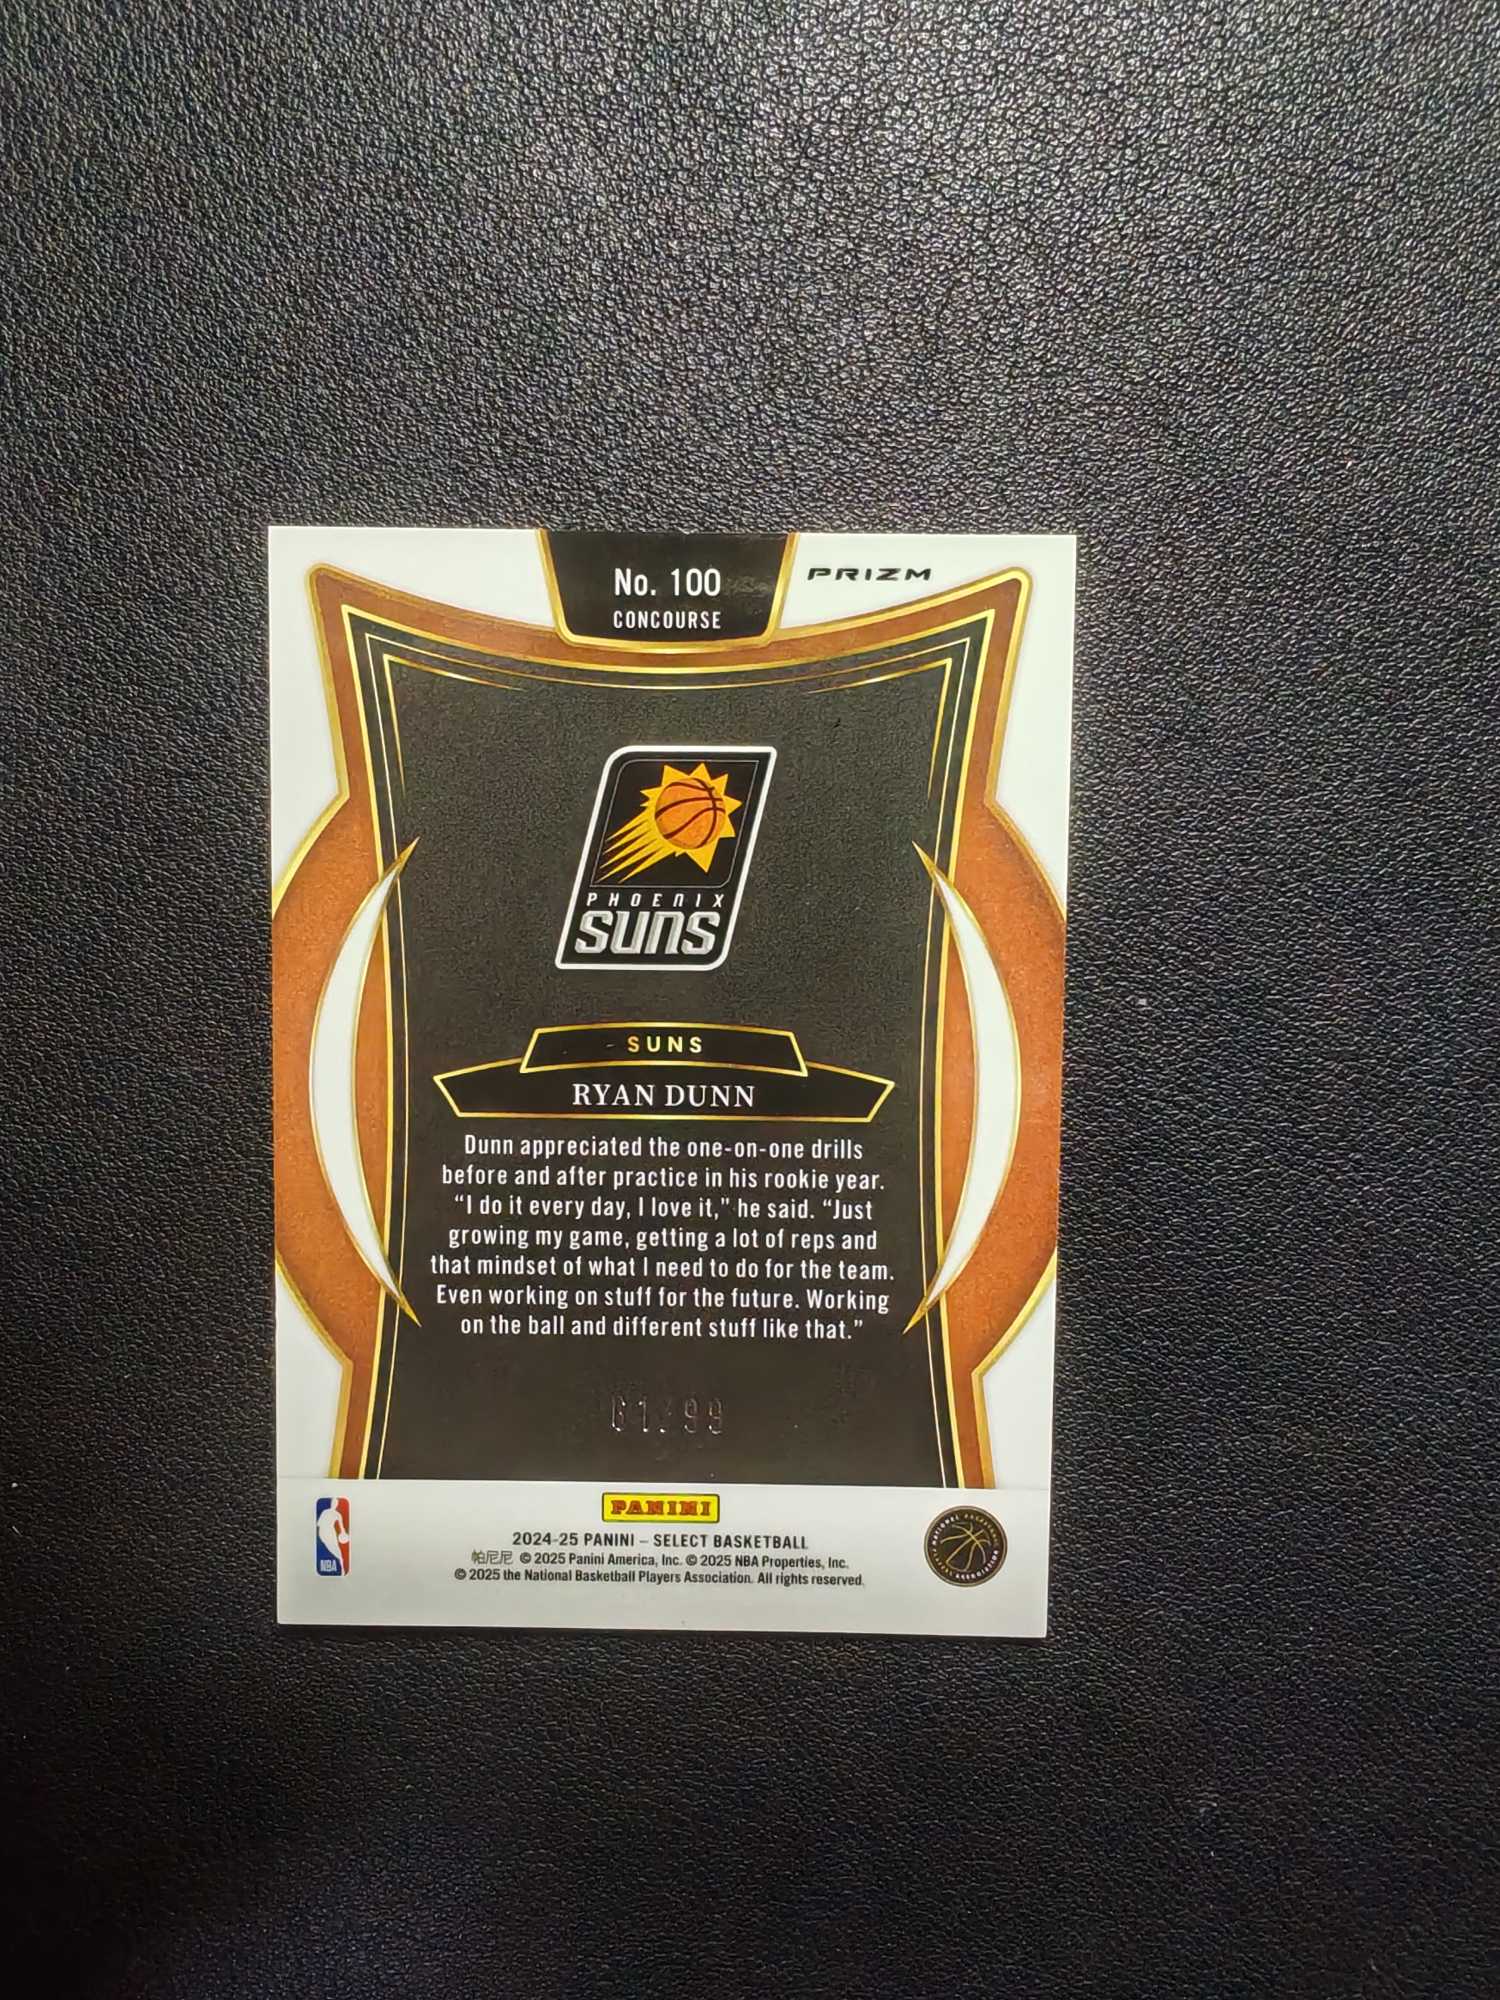 No. 100
CONCOURSE
PRIZM
PHOENIX
SUNS
SUNS
RYAN DUNN
Dunn appreciated the one-on-one drills
before and after practice in his rookie year.
“I do it every day, I love it,” he said. “Just
growing my game, getting a lot of reps and
that mindset of what I need to do for the team.
Even working on stuff for the future. Working
on the ball and different stuff like that.”
PANINI
NBA
2024-25 PANINI – SELECT BASKETBALL
帕尼尼 © 2025 Panini America, Inc. © 2025 NBA Properties, Inc.
© 2025 the National Basketball Players Association. All rights reserved.